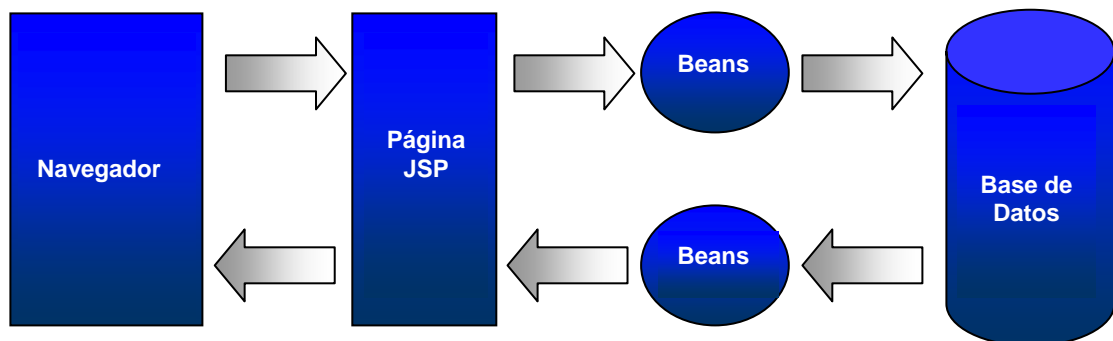 Navegador
Página
JSP
Beans
Beans
Base de
Datos